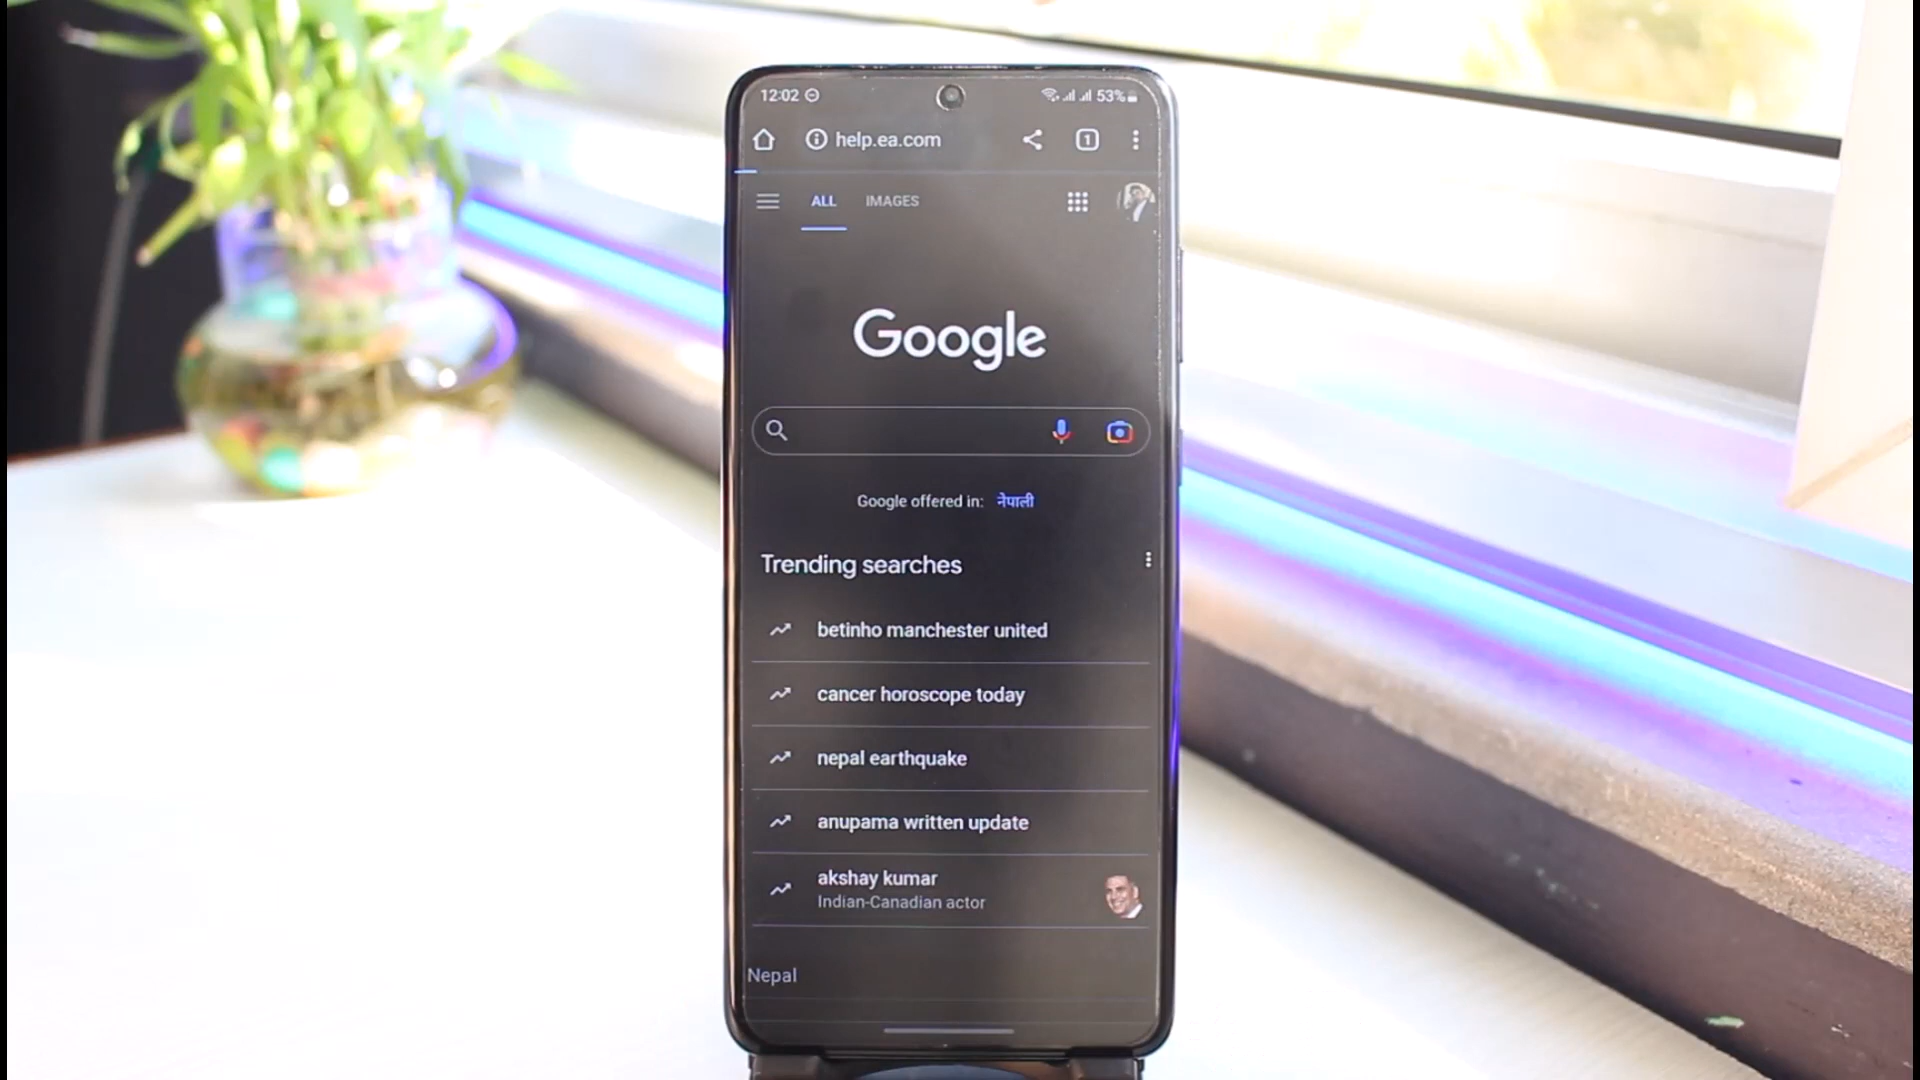 12:02 53%
help.ea.com 1
ALL IMAGES
Google
Google offered in: नेपाली
Trending searches
betinho manchester united
cancer horoscope today
nepal earthquake
anupama written update
akshay kumar
Indian-Canadian actor
Nepal